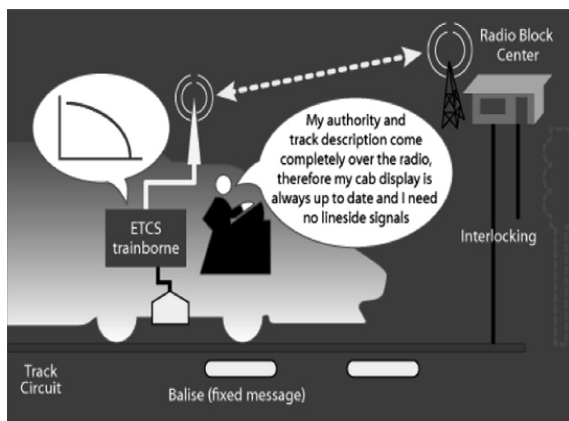 Radio Block
Center
My authority and
track description come
completely over the radio,
therefore my cab display is
always up to date and I need
no lineside signals
ETCS
trainborne
Interlocking
Track
Circuit
Balise (fixed message)